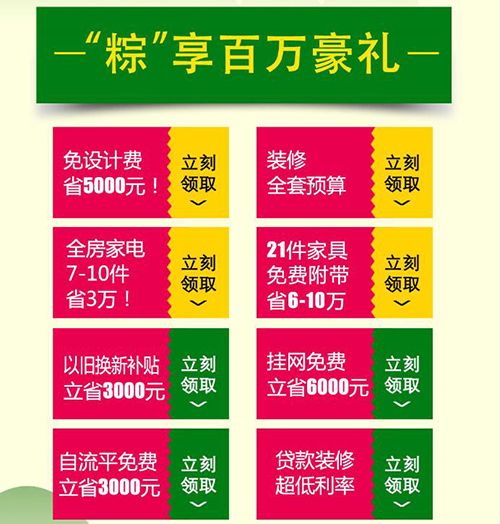 —“粽”享百万豪礼—
免设计费
省5000元！
立刻
领取
装修
全套预算
立刻
领取
全房家电
7-10件
省3万！
立刻
领取
21件家具
免费附带
省6-10万
立刻
领取
以旧换新补贴
立省3000元
立刻
领取
挂网免费
立省6000元
立刻
领取
自流平免费
立省3000元
立刻
领取
贷款装修
超低利率
立刻
领取